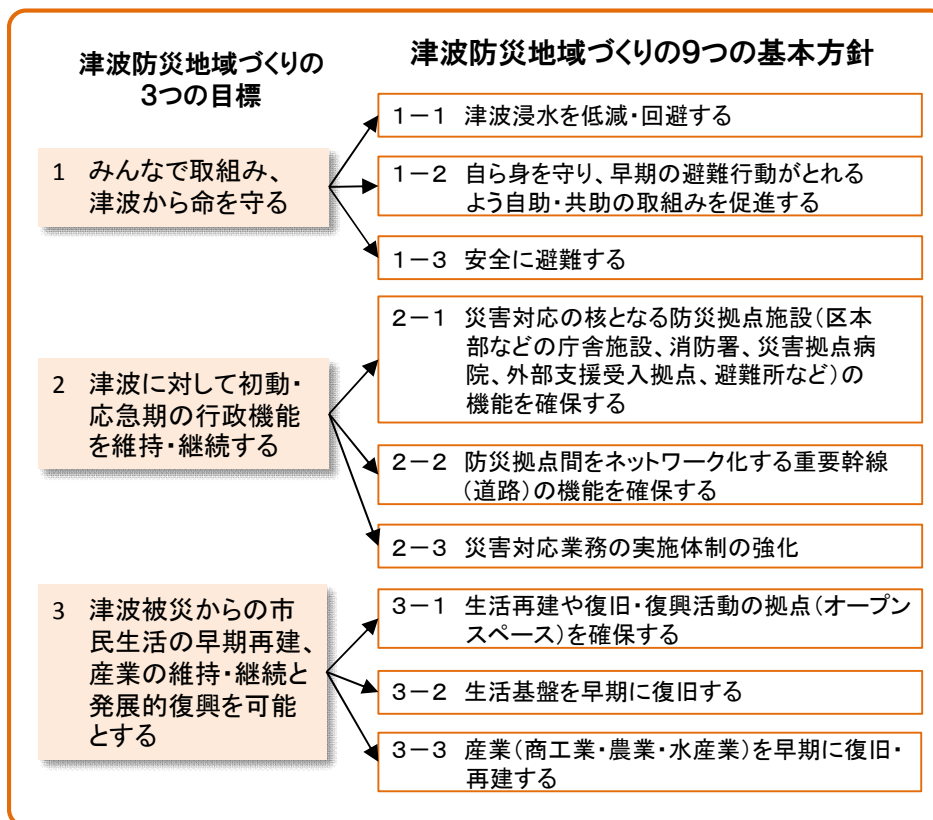 津波防災地域づくりの
3つの目標
津波防災地域づくりの9つの基本方針
1 みんなで取組み、
津波から命を守る
1-1 津波浸水を低減・回避する
1-2 自ら身を守り、早期の避難行動がとれる
よう自助・共助の取組みを促進する
1-3 安全に避難する
2 津波に対して初動・
応急期の行政機能
を維持・継続する
2-1 災害対応の核となる防災拠点施設(区本
部などの庁舎施設、消防署、災害拠点病
院、外部支援受入拠点、避難所など)の
機能を確保する
2-2 防災拠点間をネットワーク化する重要幹線
(道路)の機能を確保する
2-3 災害対応業務の実施体制の強化
3 津波被災からの市
民生活の早期再建、
産業の維持・継続と
発展的復興を可能
とする
3-1 生活再建や復旧・復興活動の拠点(オープン
スペース)を確保する
3-2 生活基盤を早期に復旧する
3-3 産業(商工業・農業・水産業)を早期に復旧・
再建する